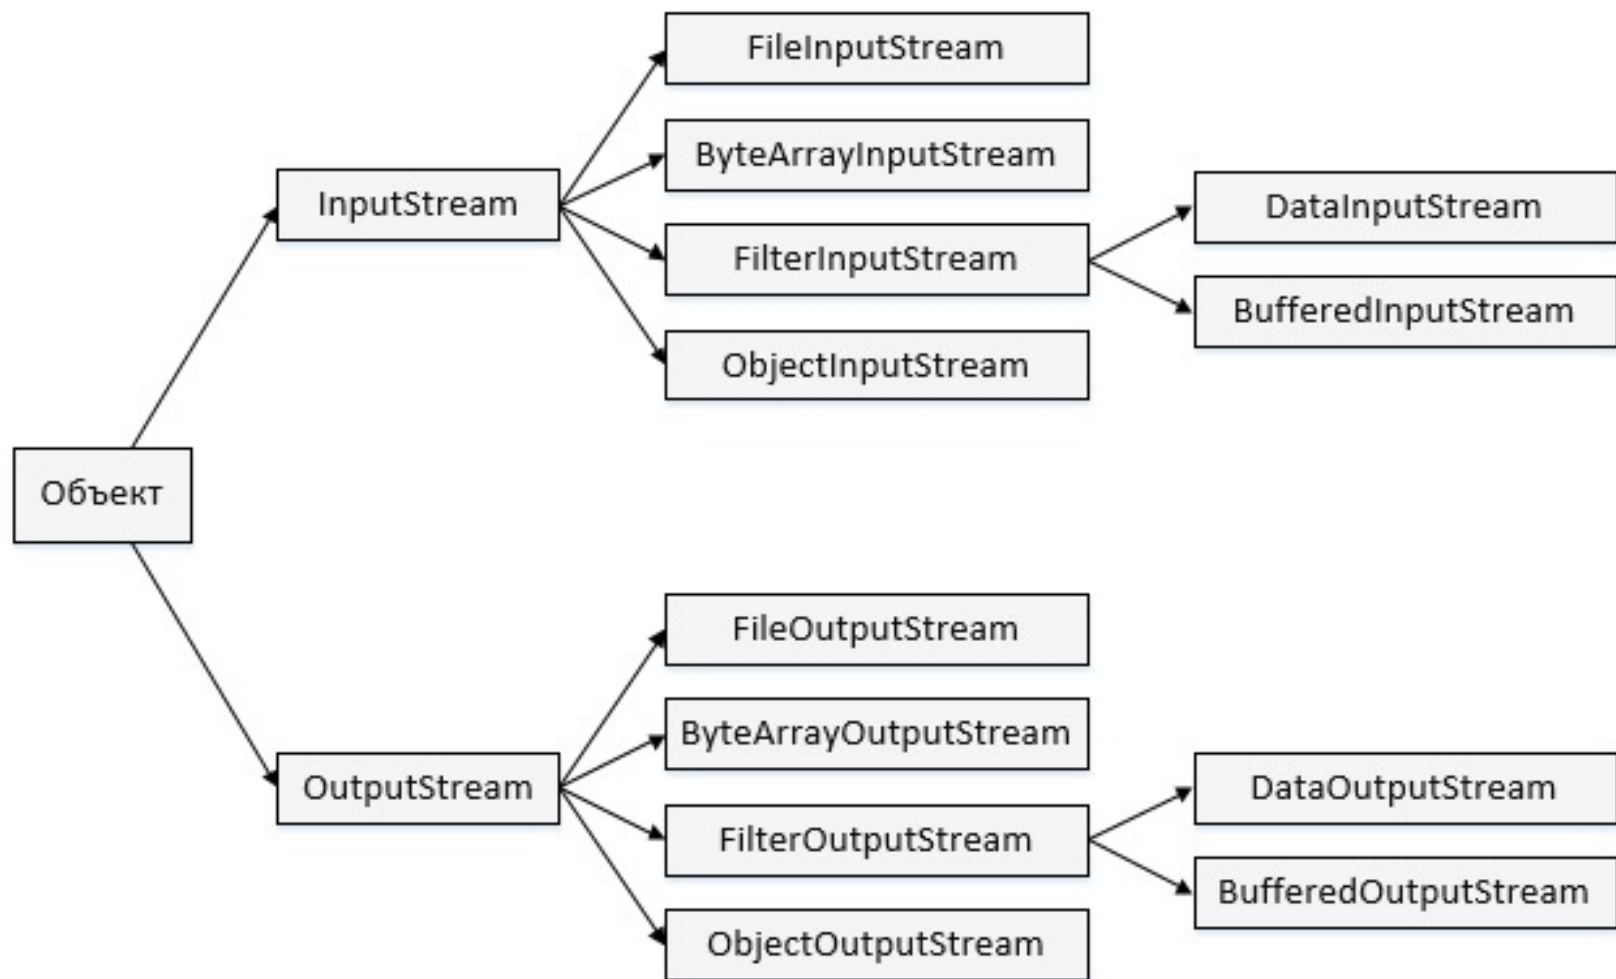 FileInputStream
ByteArrayInputStream
InputStream
DataInputStream
FilterInputStream
BufferedInputStream
ObjectInputStream
Объект
FileOutputStream
ByteArrayOutputStream
OutputStream
DataOutputStream
FilterOutputStream
BufferedOutputStream
ObjectOutputStream